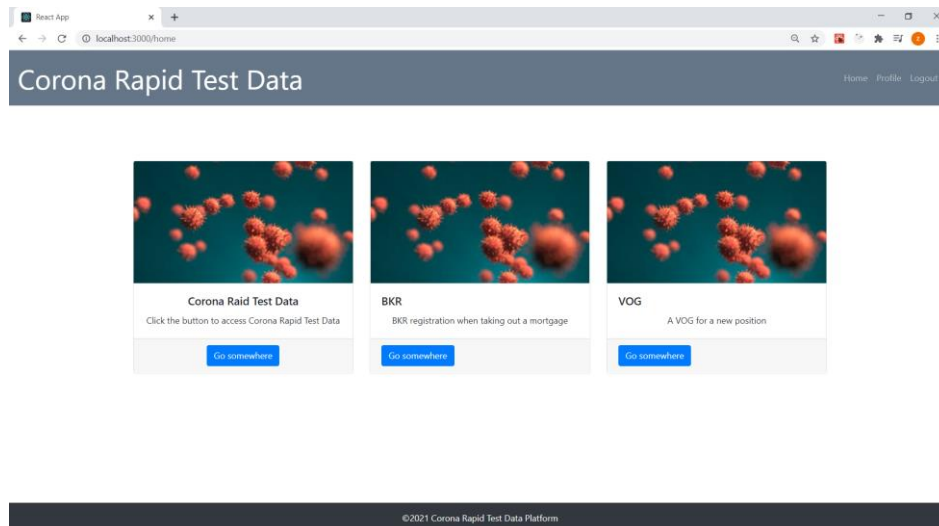 React App
localhost:3000/home
Corona Rapid Test Data
Home Profile Logout
Corona Raid Test Data
Click the button to access Corona Rapid Test Data
Go somewhere
BKR
BKR registration when taking out a mortgage
Go somewhere
VOG
A VOG for a new position
Go somewhere
©2021 Corona Rapid Test Data Platform